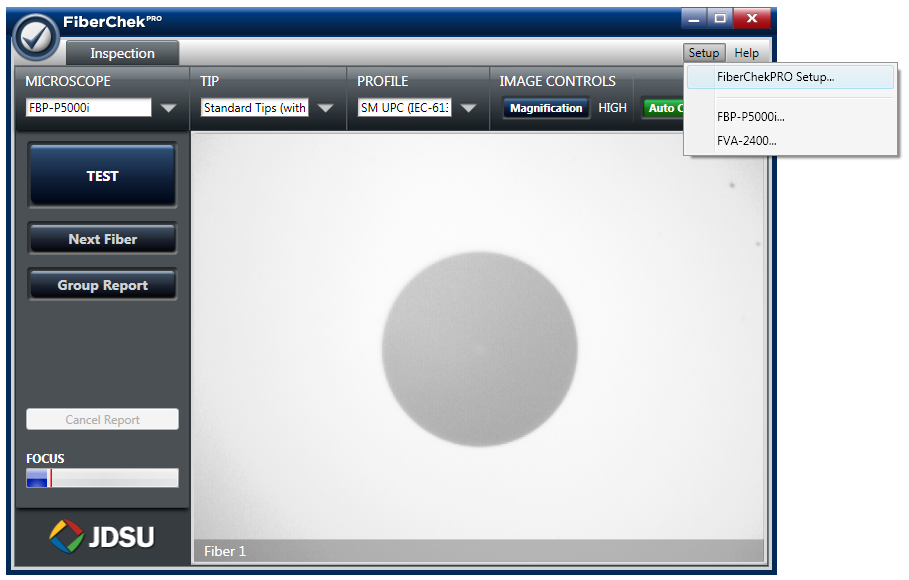 FiberChekPRO
Inspection
Setup Help
FiberChekPRO Setup...
FBP-P5000i...
FVA-2400...
MICROSCOPE TIP PROFILE IMAGE CONTROLS
FBP-P5000i Standard Tips (with SM UPC (IEC-613 Magnification HIGH Auto C
TEST
Next Fiber
Group Report
Cancel Report
FOCUS
JDSU
Fiber 1